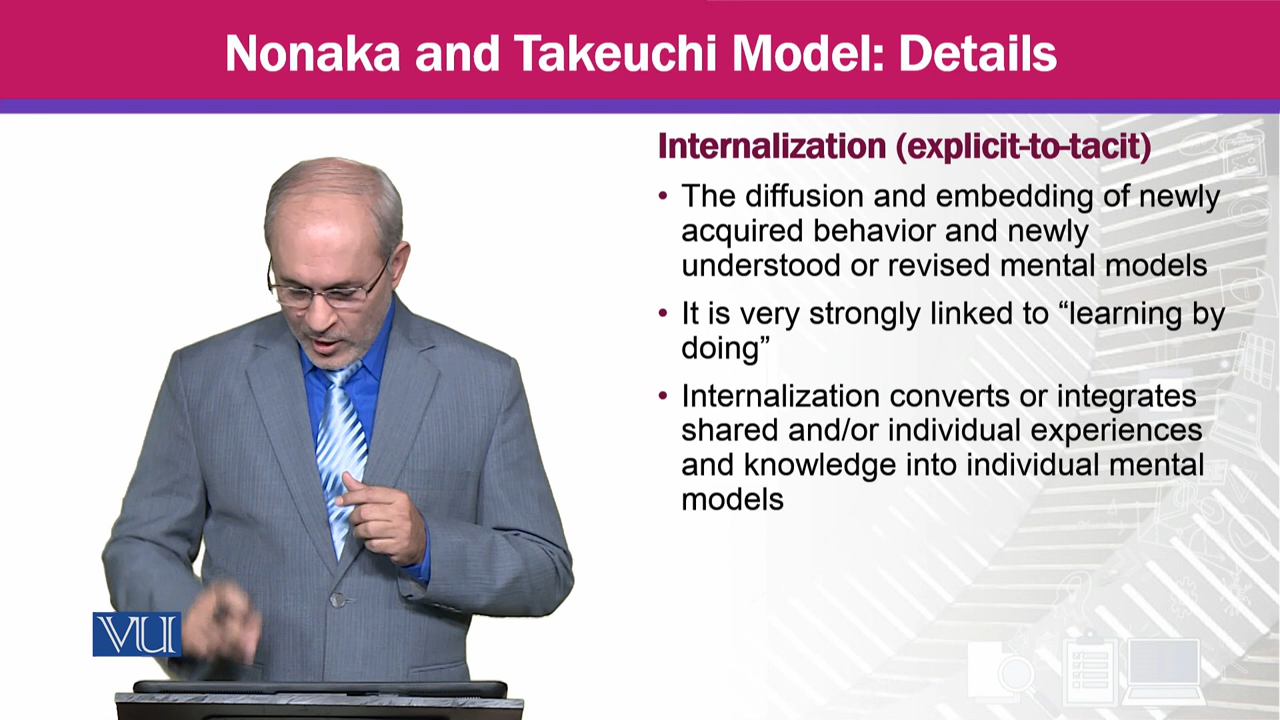 Nonaka and Takeuchi Model: Details
Internalization (explicit-to-tacit)
• The diffusion and embedding of newly
acquired behavior and newly
understood or revised mental models
• It is very strongly linked to “learning by
doing”
• Internalization converts or integrates
shared and/or individual experiences
and knowledge into individual mental
models
VU